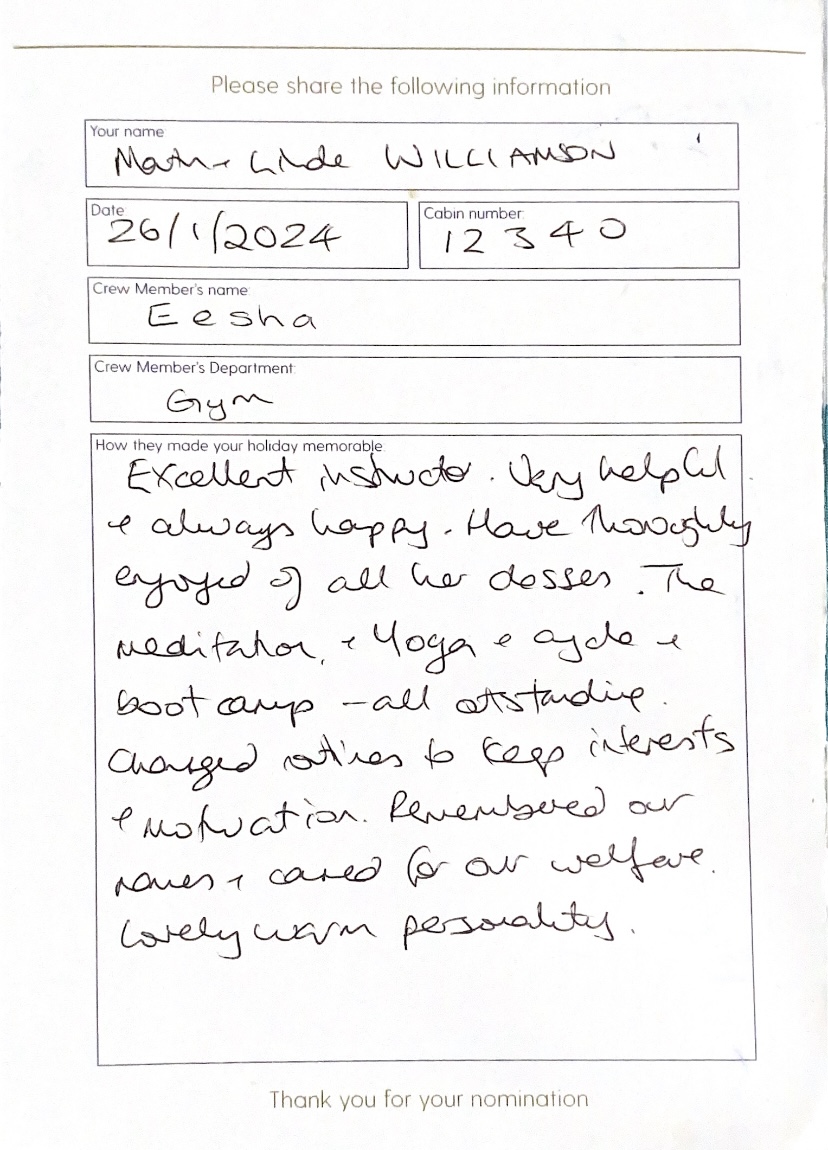 Please share the following information
Your name
WILLIAMSON
Date
26/1/2024
Cabin number:
12340
Crew Member's name:
Eesha
Crew Member's Department:
Gym
How they made your holiday memorable:
Excellent instructor. Very helpful
+ always happy. Have thoroughly
enjoyed of all her classes. The
meditation, + Yoga + cycle +
boot camp - all outstanding.
Changed routines to keep interests
+ motivation. Remembered our
names + cared for our welfare.
Lovely warm personality.
Thank you for your nomination